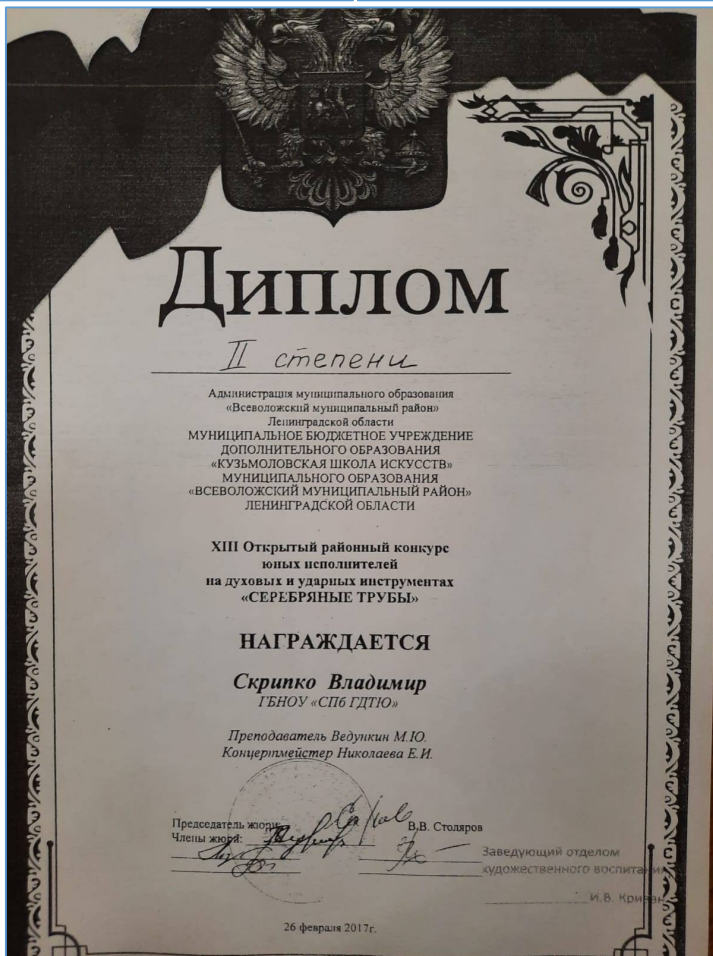 Диплом
II степени
Администрация муниципального образования
«Всеволожский муниципальный район»
Ленинградской области
МУНИЦИПАЛЬНОЕ БЮДЖЕТНОЕ УЧРЕЖДЕНИЕ
ДОПОЛНИТЕЛЬНОГО ОБРАЗОВАНИЯ
«КУЗЬМОЛОВСКАЯ ШКОЛА ИСКУССТВ»
МУНИЦИПАЛЬНОГО ОБРАЗОВАНИЯ
«ВСЕВОЛОЖСКИЙ МУНИЦИПАЛЬНЫЙ РАЙОН»
ЛЕНИНГРАДСКОЙ ОБЛАСТИ
XIII Открытый районный конкурс
юных исполнителей
на духовых и ударных инструментах
«СЕРЕБРЯНЫЕ ТРУБЫ»
НАГРАЖДАЕТСЯ
Скрипко Владимир
ГБНОУ «СПб ГДТЮ»
Преподаватель Ведункин М.Ю.
Концертмейстер Николаева Е.И.
Председатель жюри: В.В. Столяров
Члены жюри:
Заведующий отделом
художественного
И.В.
26 февраля 2017г.